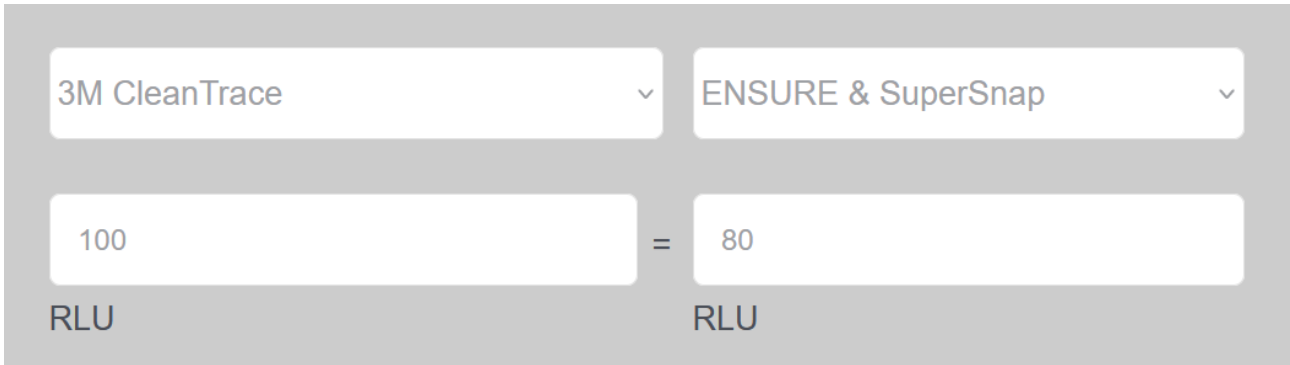 3M CleanTrace ENSURE & SuperSnap
100 = 80
RLU RLU